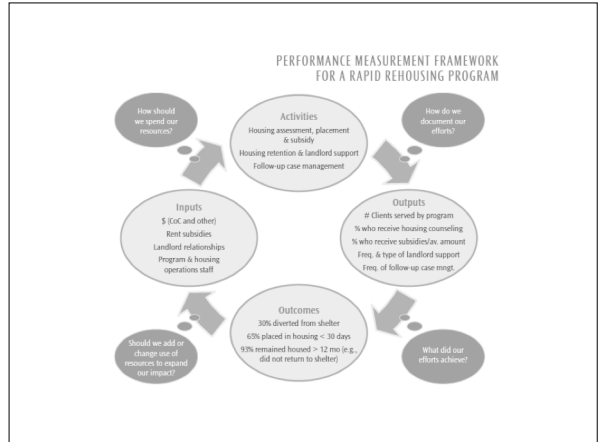 PERFORMANCE MEASUREMENT FRAMEWORK
FOR A RAPID REHOUSING PROGRAM
How should
we spend our
resources?
Activities
Housing assessment, placement
& subsidy
Housing retention & landlord support
Follow-up case management
How do we
document our
efforts?
Inputs
$ (CoC and other)
Rent subsidies
Landlord relationships
Program & housing
operations staff
Outputs
# Clients served by program
% who receive housing counseling
% who receive subsidies/av. amount
Freq. & type of landlord support
Freq. of follow-up case mngt.
Outcomes
30% diverted from shelter
65% placed in housing < 30 days
93% remained housed > 12 mo (e.g.,
did not return to shelter)
Should we add or
change use of
resources to expand
our impact?
What did our
efforts achieve?